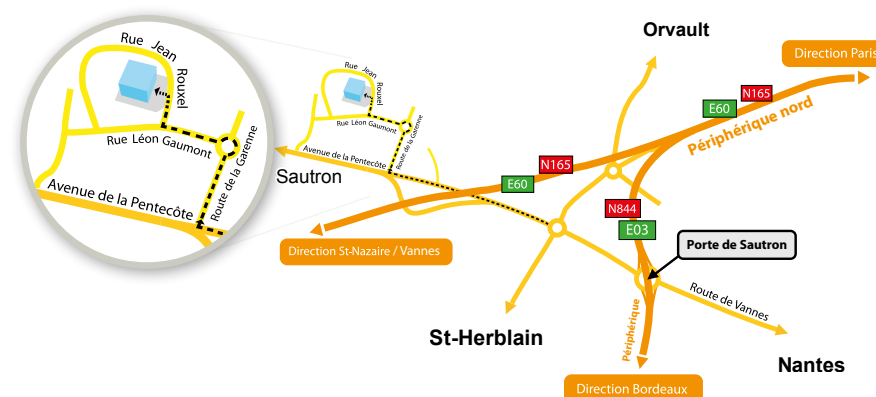 Rue Jean Rouxel
Rue Léon Gaumont
Route de la Garenne
Avenue de la Pentecôte
Rue Jean Rouxel
Rue Léon Gaumont
Route de la Garenne
Avenue de la Pentecôte
Sautron
Orvault
Direction Paris
N165
E60
Périphérique nord
N165
E60
N844
E03
Porte de Sautron
Direction St-Nazaire / Vannes
Route de Vannes
Périphérique
St-Herblain
Nantes
Direction Bordeaux